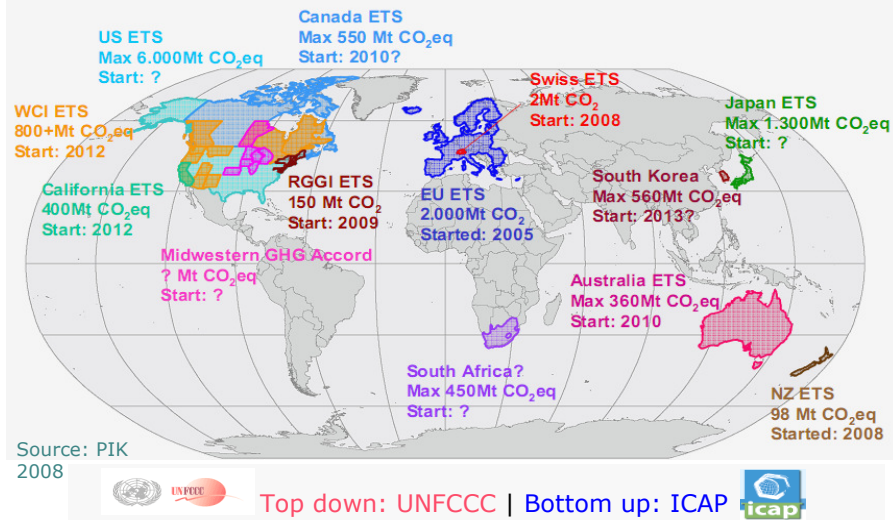 Canada ETS
Max 550 Mt CO₂eq
Start: 2010?
US ETS
Max 6.000Mt CO₂eq
Start: ?
Swiss ETS
2Mt CO₂
Start: 2008
Japan ETS
Max 1.300Mt CO₂eq
Start: ?
WCI ETS
800+Mt CO₂eq
Start: 2012
California ETS
400Mt CO₂eq
Start: 2012
RGGI ETS
150 Mt CO₂
Start: 2009
EU ETS
2.000Mt CO₂
Started: 2005
South Korea
Max 560Mt CO₂eq
Start: 2013?
Midwestern GHG Accord
? Mt CO₂eq
Start: ?
Australia ETS
Max 360Mt CO₂eq
Start: 2010
South Africa?
Max 450Mt CO₂eq
Start: ?
NZ ETS
98 Mt CO₂eq
Started: 2008
Source: PIK
2008
UNFCCC
Top down: UNFCCC | Bottom up: ICAP
icap